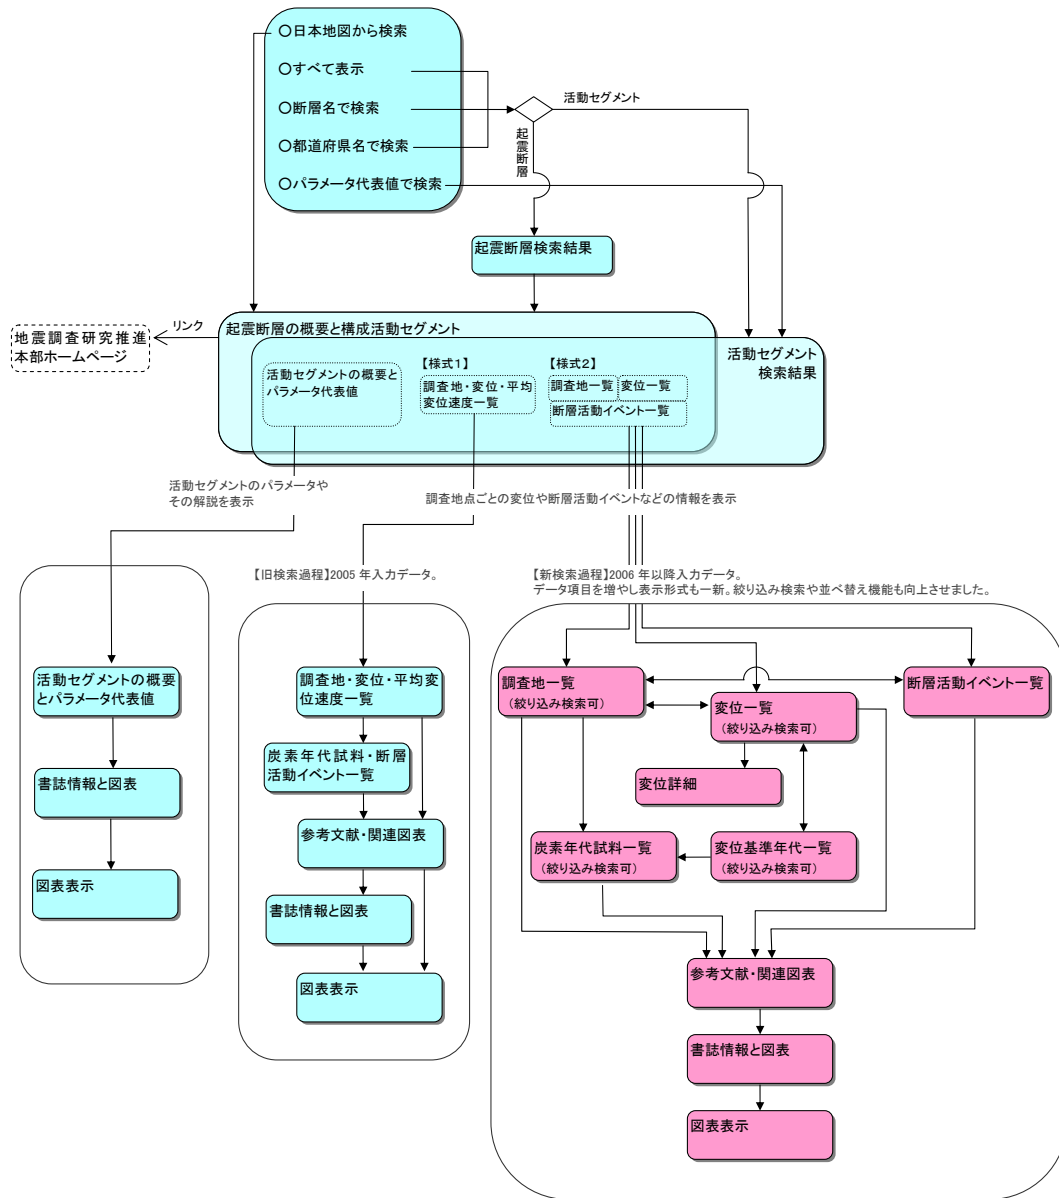 〇日本地図から検索
〇すべて表示
〇断層名で検索
〇都道府県名で検索
〇パラメータ代表値で検索
活動セグメント
起震断層
起震断層検索結果
地震調査研究推進
本部ホームページ
リンク
起震断層の概要と構成活動セグメント
活動セグメント
検索結果
活動セグメントの概要と
パラメータ代表値
【様式1】
調査地・変位・平均
変位速度一覧
【様式2】
調査地一覧
変位一覧
断層活動イベント一覧
活動セグメントのパラメータや
その解説を表示
調査地点ごとの変位や断層活動イベントなどの情報を表示
【旧検索過程】2005 年入力データ。
【新検索過程】2006 年以降入力データ。
データ項目を増やし表示形式も一新。絞り込み検索や並べ替え機能も向上させました。
活動セグメントの概要
とパラメータ代表値
書誌情報と図表
図表表示
調査地・変位・平均変
位速度一覧
炭素年代試料・断層
活動イベント一覧
参考文献・関連図表
書誌情報と図表
図表表示
調査地一覧
(絞り込み検索可)
変位一覧
(絞り込み検索可)
断層活動イベント一覧
変位詳細
炭素年代試料一覧
(絞り込み検索可)
変位基準年代一覧
(絞り込み検索可)
参考文献・関連図表
書誌情報と図表
図表表示